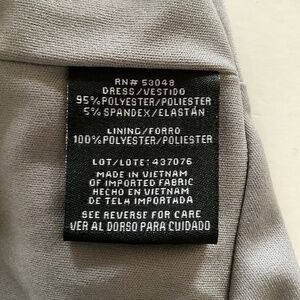 RN# 53048
DRESS/VESTIDO
95%POLYESTER/POLIESTER
5%SPANDEX/ELASTÁN
LINING/FORRO
100%POLYESTER/POLIESTER
LOT/LOTE: 437076
MADE IN VIETNAM
OF IMPORTED FABRIC
HECHO EN VIETNAM
DE TELA IMPORTADA
SEE REVERSE FOR CARE
VER AL DORSO PARA CUIDADO